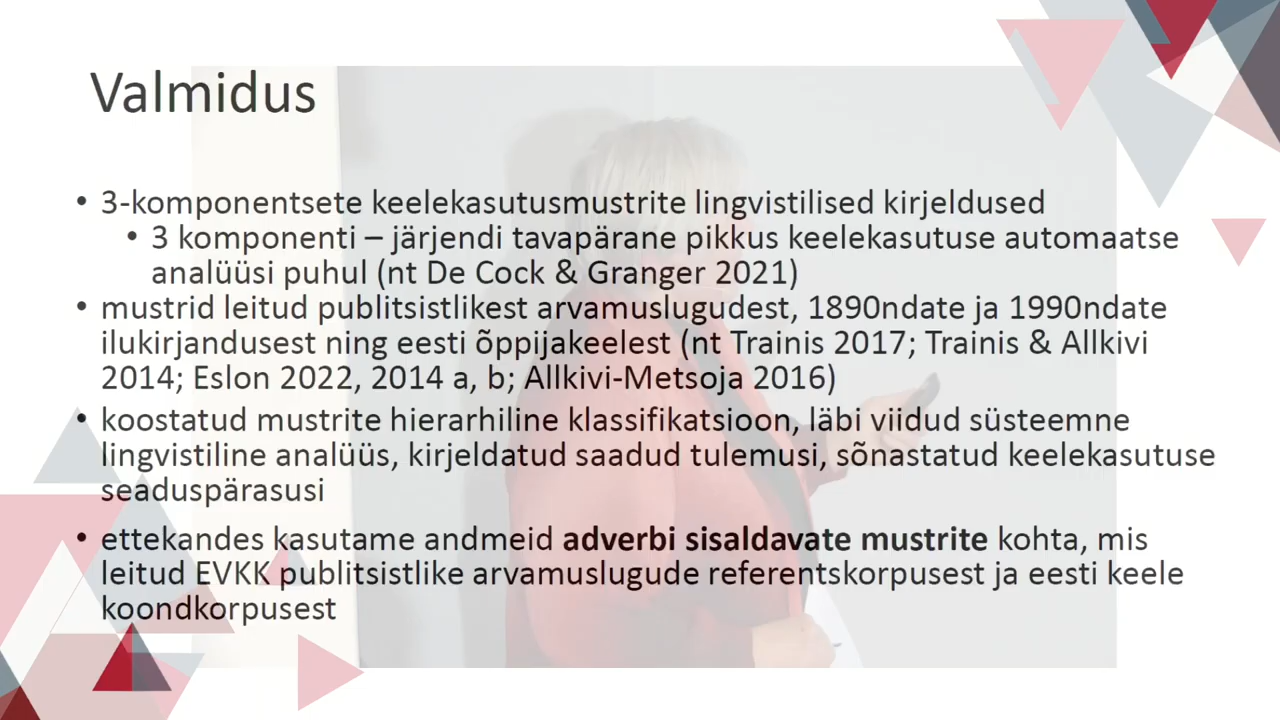 Valmidus
• 3-komponentsete keelekasutusmustrite lingvistilised kirjeldused
• 3 komponenti – järjendi tavapärane pikkus keelekasutuse automaatse
analüüsi puhul (nt De Cock & Granger 2021)
• mustrid leitud publitsistlikest arvamuslugudest, 1890ndate ja 1990ndate
ilukirjandusest ning eesti õppijakeelest (nt Trainis 2017; Trainis & Allkivi
2014; Eslon 2022, 2014 a, b; Allkivi-Metsoja 2016)
• koostatud mustrite hierarhiline klassifikatsioon, läbi viidud süsteemne
lingvistiline analüüs, kirjeldatud saadud tulemusi, sõnastatud keelekasutuse
seaduspärasusi
• ettekandes kasutame andmeid adverbi sisaldavate mustrite kohta, mis
leitud EVKK publitsistlike arvamuslugude referentskorpusest ja eesti keele
koondkorpusest